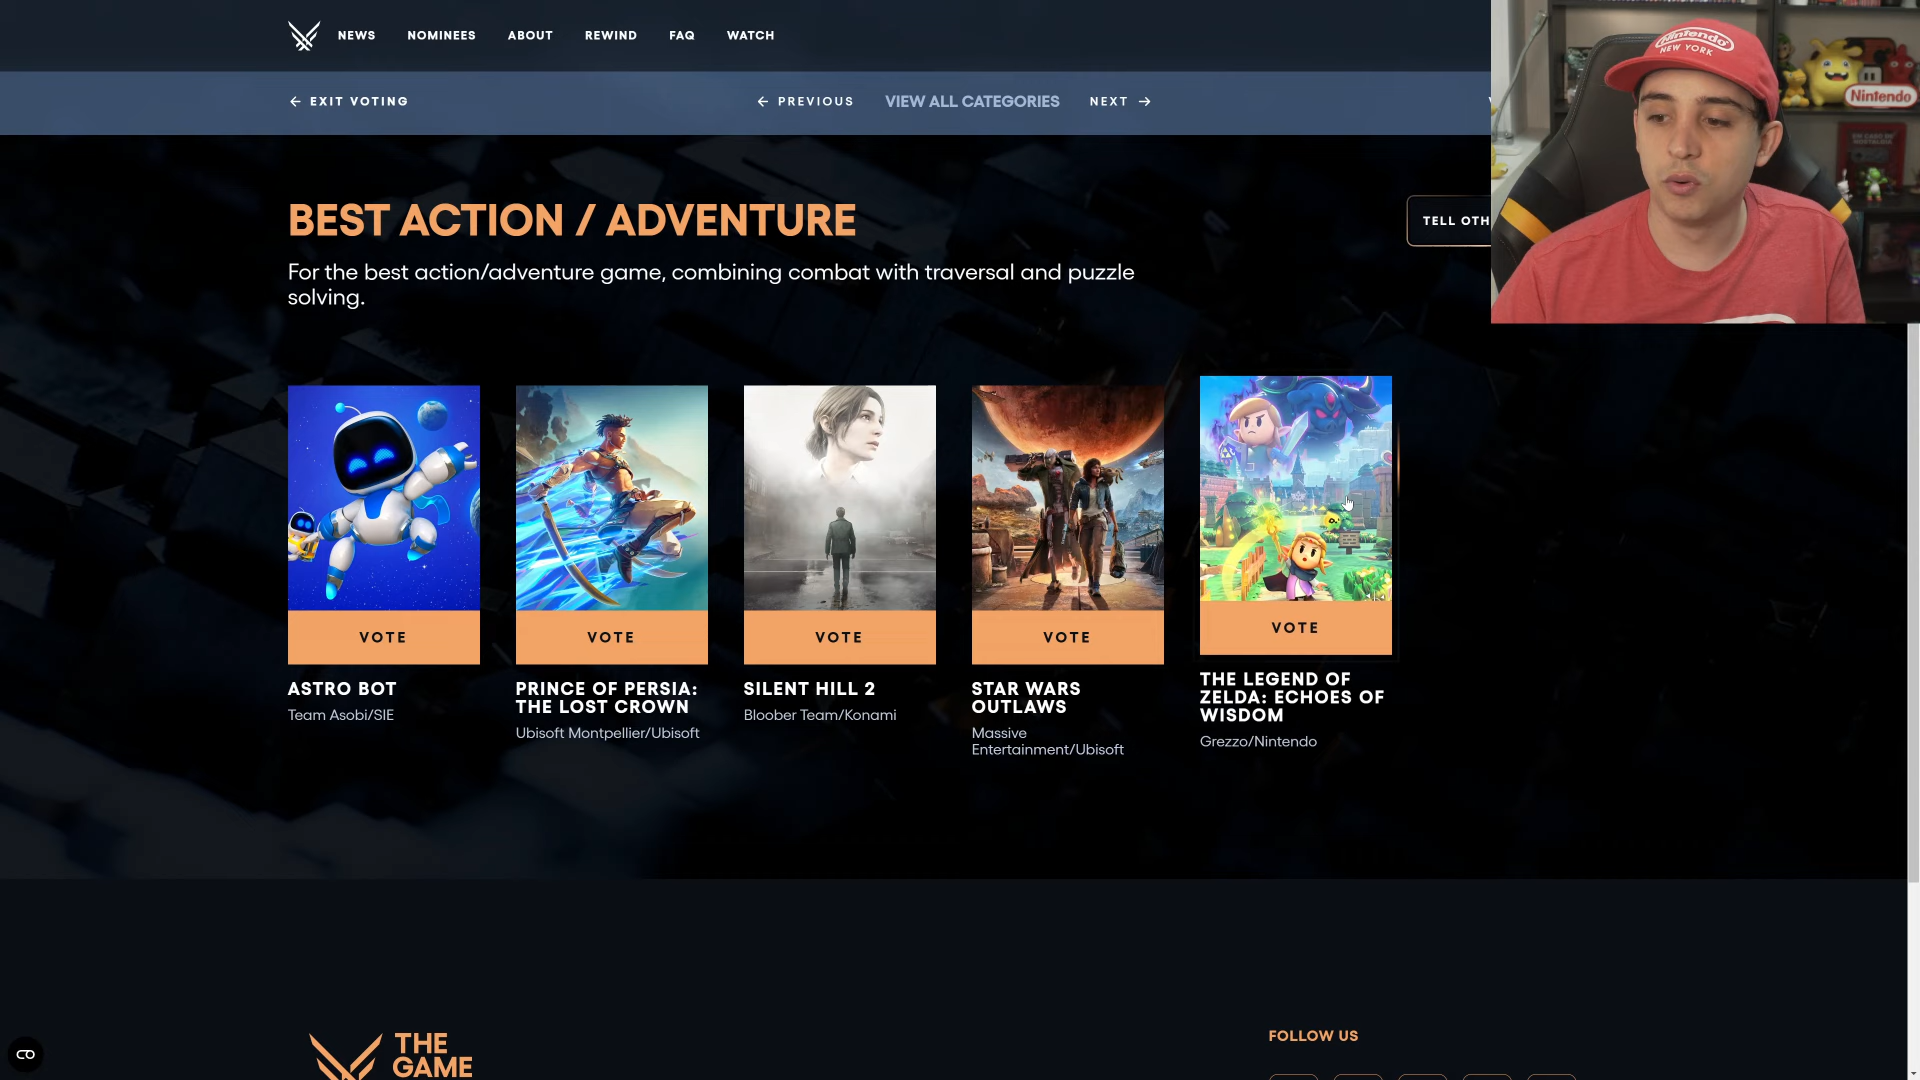 NEWS
NOMINEES
ABOUT
REWIND
FAQ
WATCH
EXIT VOTING
PREVIOUS
VIEW ALL CATEGORIES
NEXT
Nintendo
NEW YORK
Nintendo
BEST ACTION / ADVENTURE
TELL OTH
For the best action/adventure game, combining combat with traversal and puzzle
solving.
VOTE
VOTE
VOTE
VOTE
VOTE
ASTRO BOT
Team Asobi/SIE
PRINCE OF PERSIA:
THE LOST CROWN
Ubisoft Montpellier/Ubisoft
SILENT HILL 2
Bloober Team/Konami
STAR WARS
OUTLAWS
Massive
Entertainment/Ubisoft
THE LEGEND OF
ZELDA: ECHOES OF
WISDOM
Grezzo/Nintendo
THE
GAME
FOLLOW US